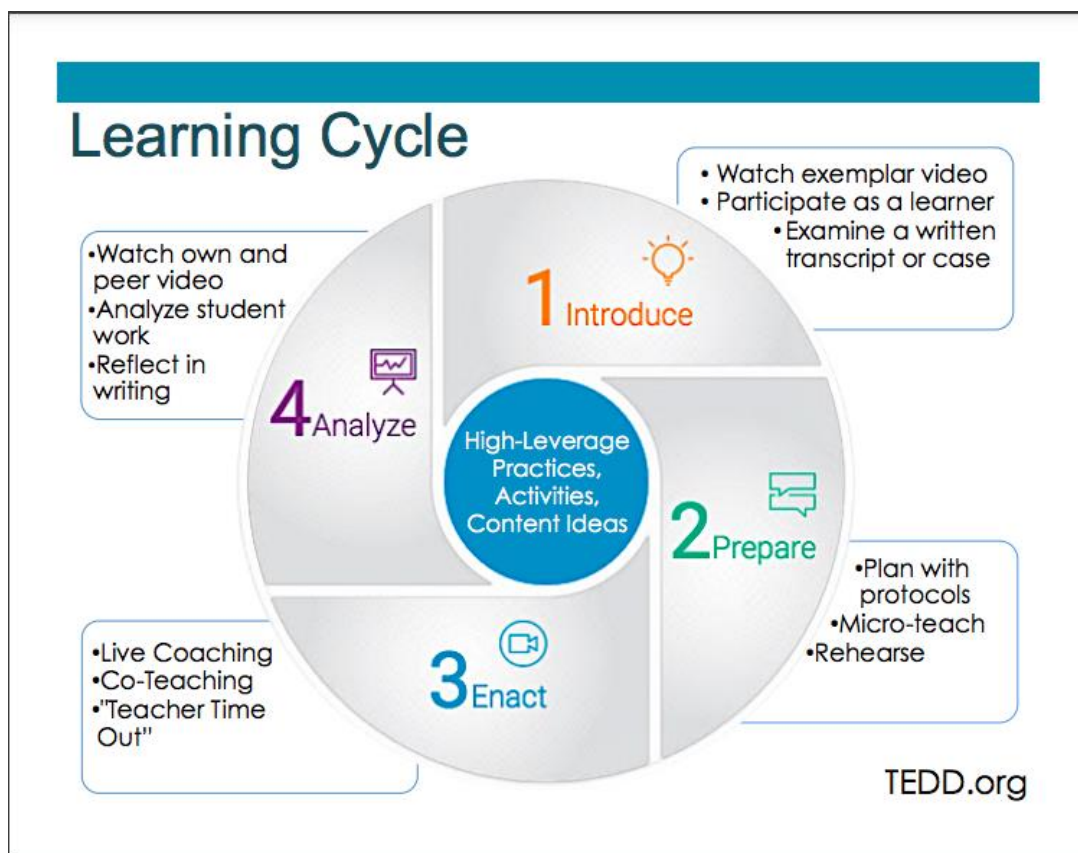 Learning Cycle
• Watch exemplar video
• Participate as a learner
• Examine a written
transcript or case
1 Introduce
•Watch own and
peer video
•Analyze student
work
•Reflect in
writing
4 Analyze
High-Leverage
Practices,
Activities,
Content Ideas
2 Prepare
•Plan with
protocols
•Micro-teach
•Rehearse
3 Enact
•Live Coaching
•Co-Teaching
•"Teacher Time
Out"
TEDD.org